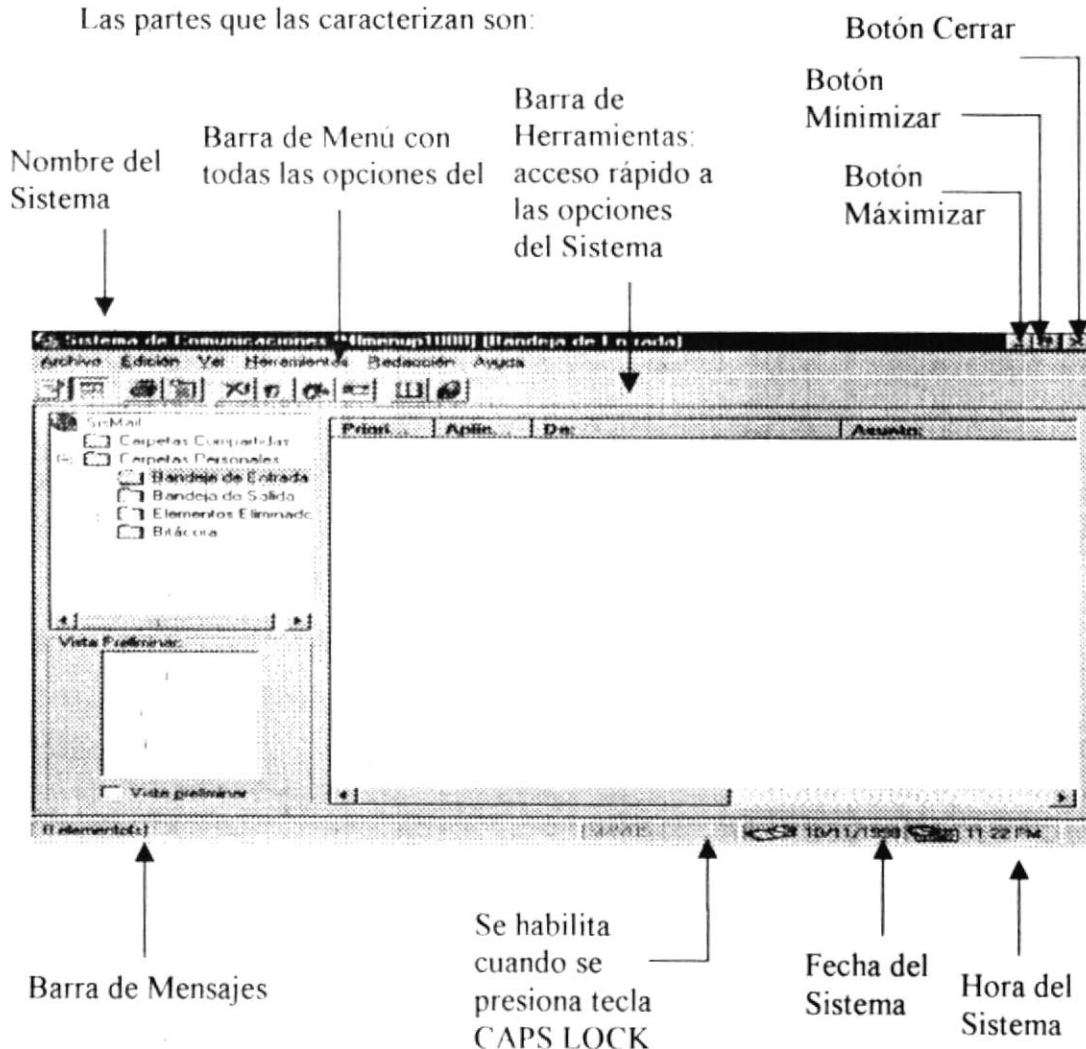 Las partes que las caracterizan son:
Botón Cerrar
Botón
Mínimizar
Barra de
Herramientas:
acceso rápido a
las opciones
del Sistema
Barra de Menú con
todas las opciones del
Nombre del
Sistema
Botón
Máximizar
Sistema de Comunicaciones [Bandeja de Entrada]
Archivo Edición Ver Herramientas Redacción Ayuda
SisMail
Carpetas Compartidas
Carpetas Personales
Bandeja de Entrada
Bandeja de Salida
Elementos Eliminado
Bitácora
Priori... Aplic... De: Asunto:
Vista Preliminar:
Vista preliminar
0 elemento(s)
10/11/1998 11:22 PM
Se habilita
cuando se
presiona tecla
CAPS LOCK
Barra de Mensajes
Fecha del
Sistema
Hora del
Sistema